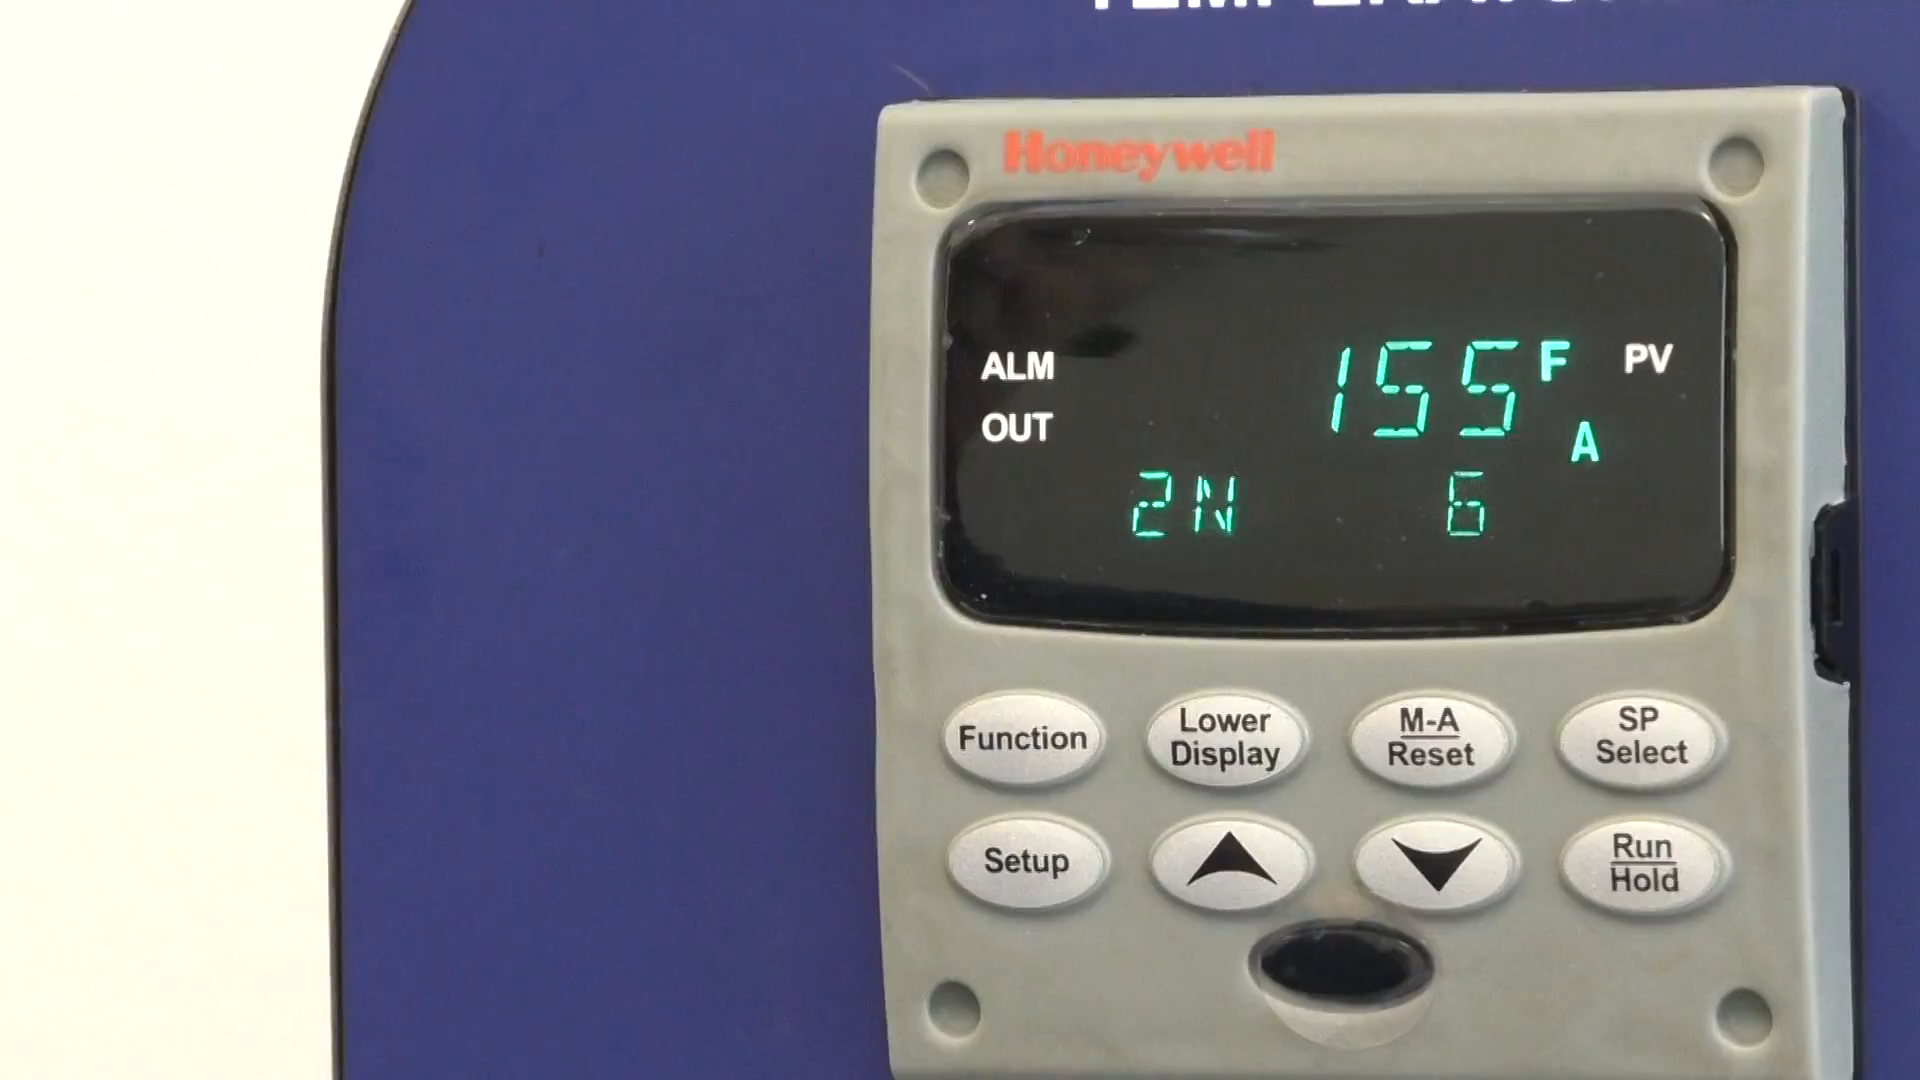 Honeywell
ALM 155 F PV
OUT A
2N 6
Function Lower Display M-A Reset SP Select
Setup Run Hold